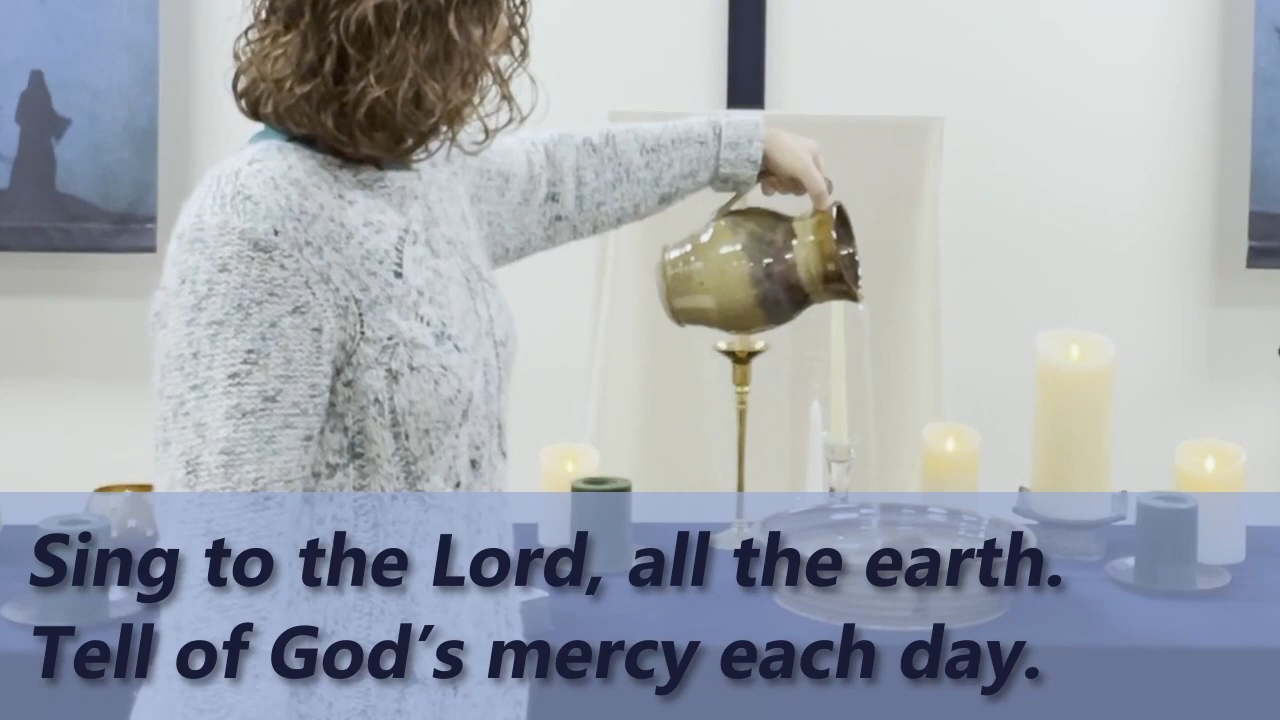 Sing to the Lord, all the earth.
Tell of God's mercy each day.